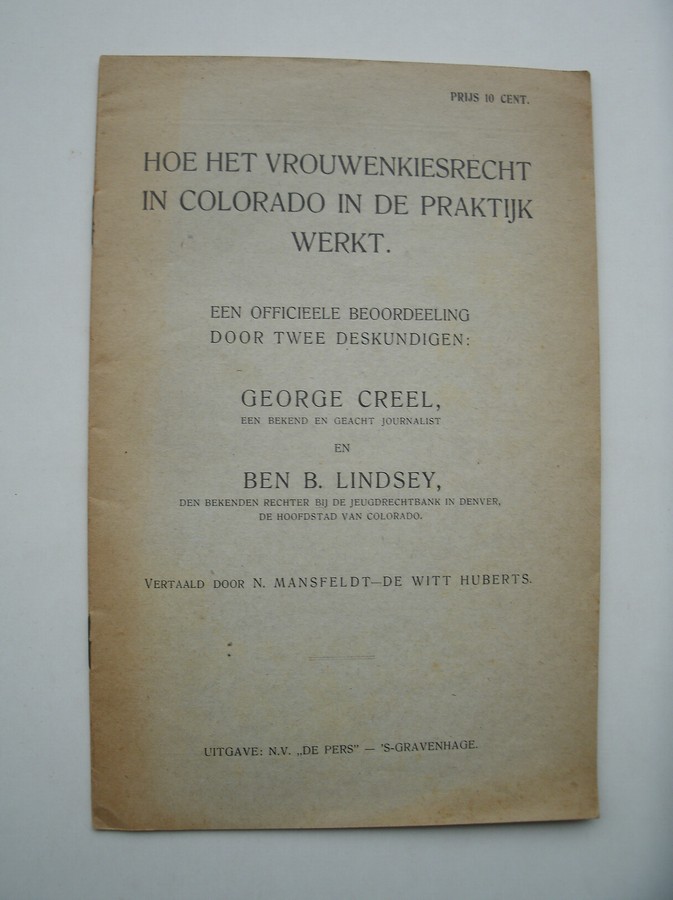 PRIJS 10 CENT.
HOE HET VROUWENKIESRECHT
IN COLORADO IN DE PRAKTIJK
WERKT.
EEN OFFICIEELE BEOORDEELING
DOOR TWEE DESKUNDIGEN:
GEORGE CREEL,
EEN BEKEND EN GEACHT JOURNALIST
EN
BEN B. LINDSEY,
DEN BEKENDEN RECHTER BIJ DE JEUGDRECHTBANK IN DENVER,
DE HOOFDSTAD VAN COLORADO.
VERTAALD DOOR N. MANSFELDT—DE WITT HUBERTS.
UITGAVE: N.V. „DE PERS” — 'S-GRAVENHAGE.